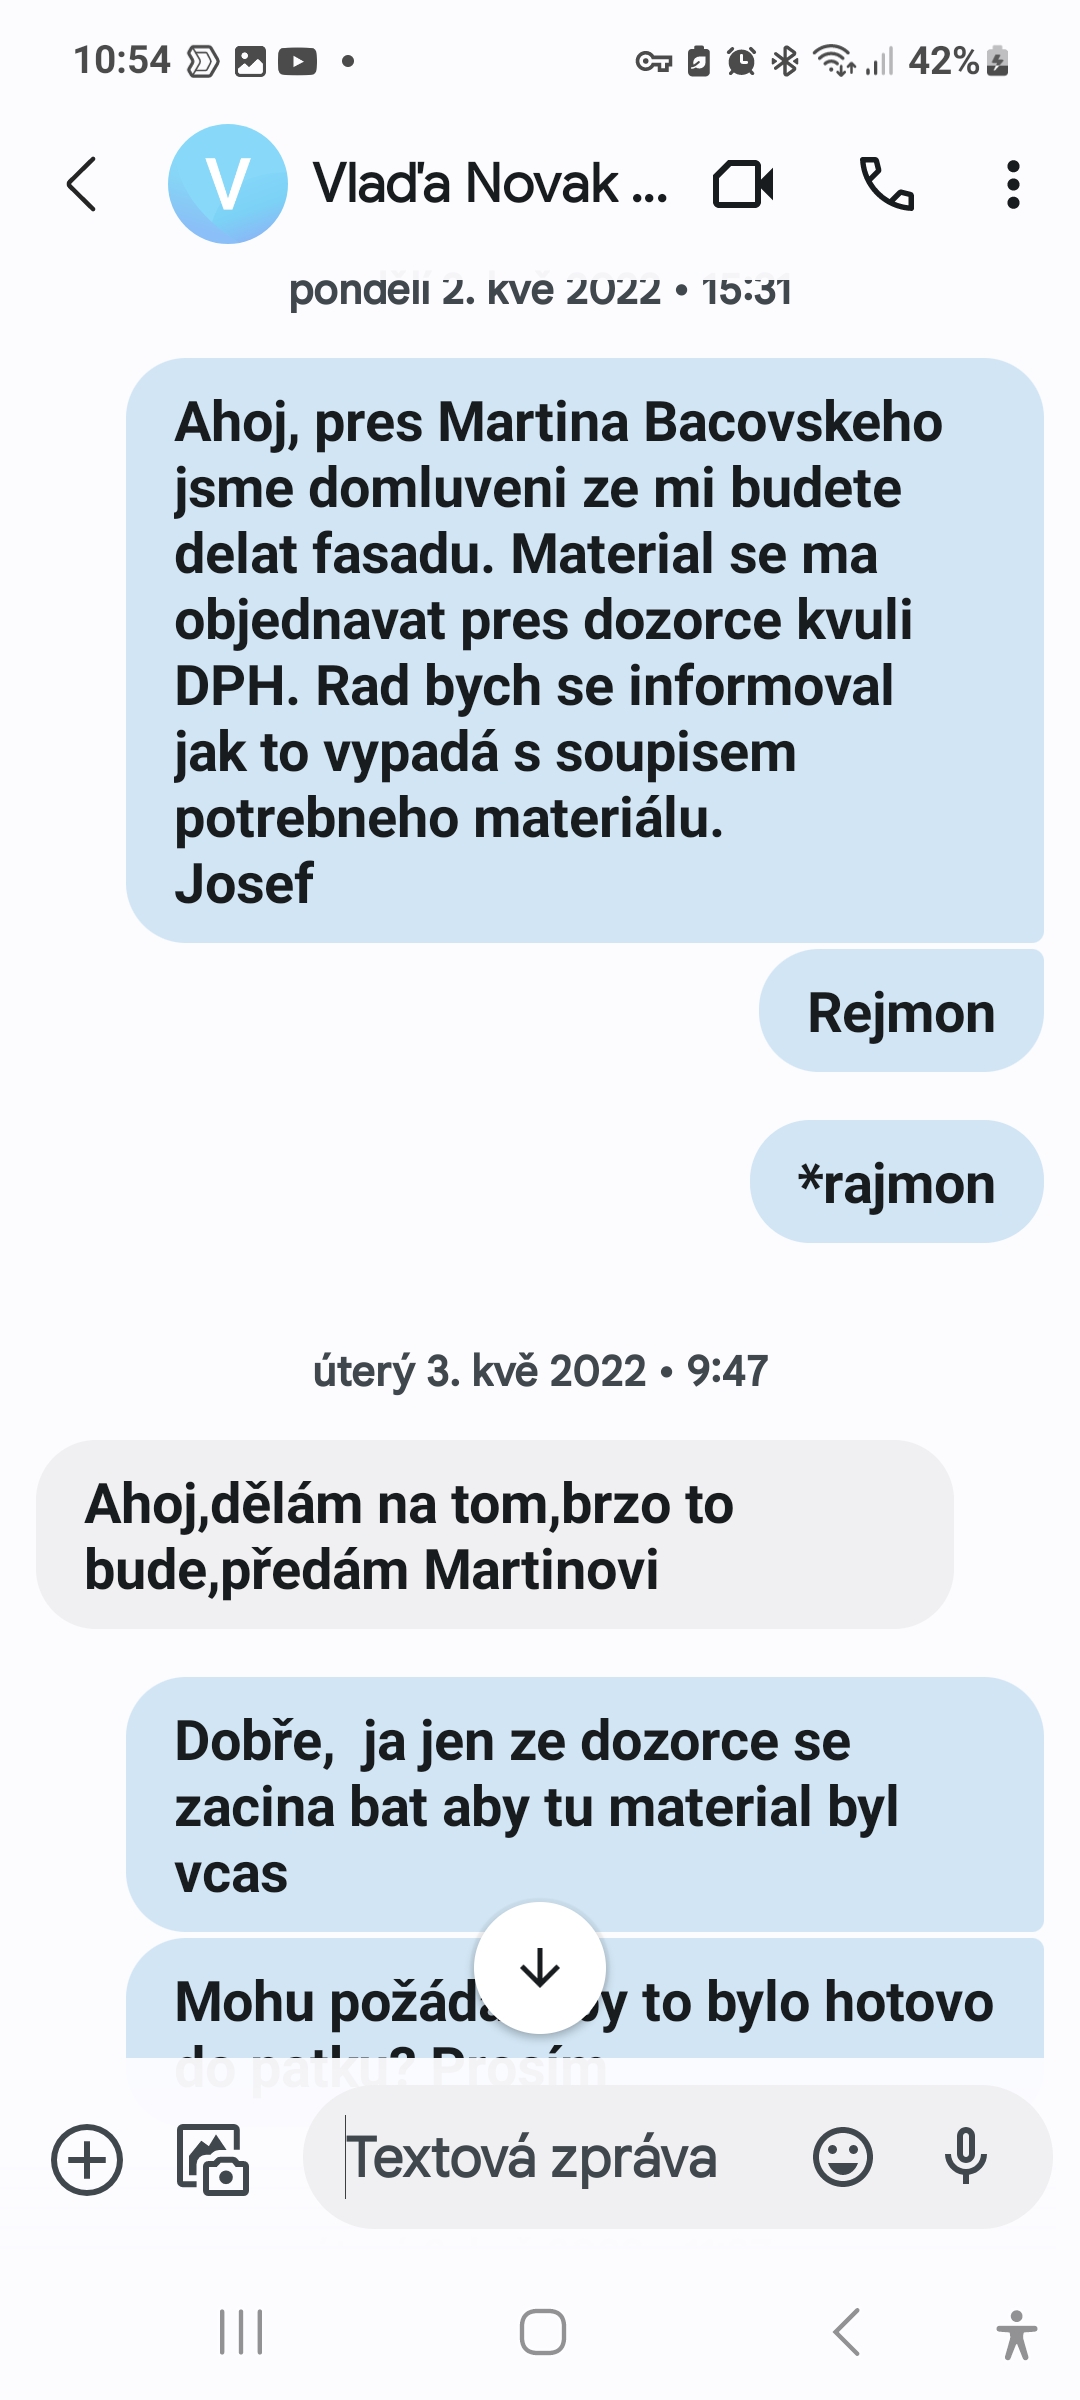 10:54
42%
V
Vlaďa Novak ...
pondělí 2. kvě 2022 • 15:31
Ahoj, pres Martina Bacovskeho
jsme domluveni ze mi budete
delat fasadu. Material se ma
objednavat pres dozorce kvuli
DPH. Rad bych se informoval
jak to vypadá s soupisem
potrebneho materiálu.
Josef
Rejmon
*rajmon
úterý 3. kvě 2022 • 9:47
Ahoj,dělám na tom,brzo to
bude,předám Martinovi
Dobře,  ja jen ze dozorce se
zacina bat aby tu material byl
vcas
Mohu to bylo hotovo
do patku? Prosím
Textová zpráva